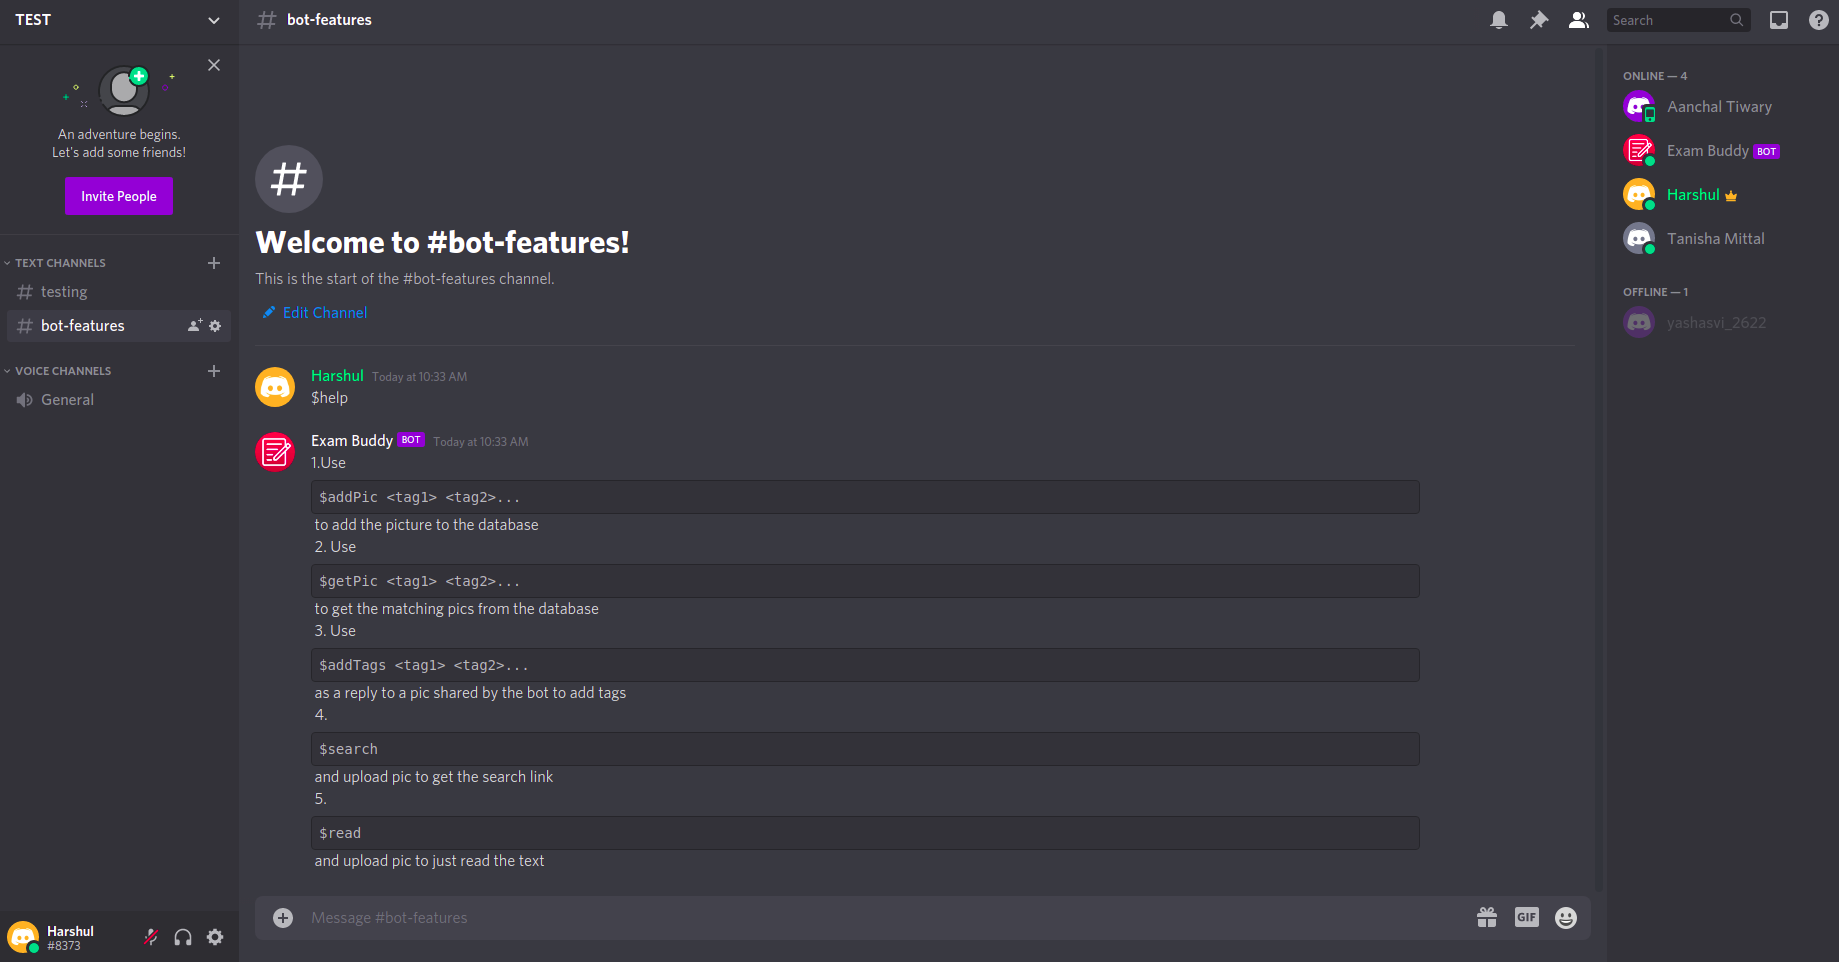 TEST
An adventure begins.
Let's add some friends!
Invite People
TEXT CHANNELS
testing
bot-features
VOICE CHANNELS
General
Harshul
#8373
bot-features
Search
Welcome to #bot-features!
This is the start of the #bot-features channel.
Edit Channel
Harshul Today at 10:33 AM
$help
Exam Buddy BOT Today at 10:33 AM
1.Use
$addPic <tag1> <tag2>...
to add the picture to the database
2. Use
$getPic <tag1> <tag2>...
to get the matching pics from the database
3. Use
$addTags <tag1> <tag2>...
as a reply to a pic shared by the bot to add tags
4.
$search
and upload pic to get the search link
5.
$read
and upload pic to just read the text
Message #bot-features
GIF
ONLINE — 4
Aanchal Tiwary
Exam Buddy BOT
Harshul
Tanisha Mittal
OFFLINE — 1
yashasvi_2622